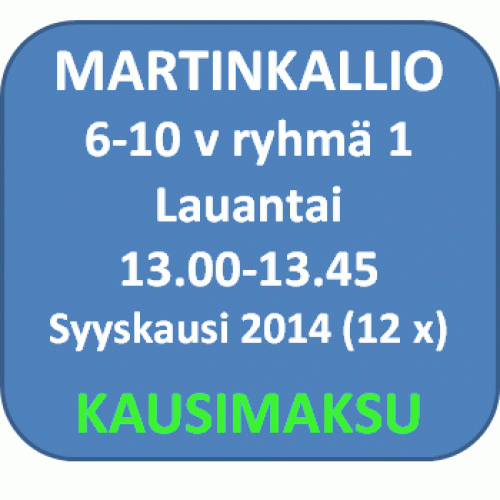 MARTINKALLIO
6-10 v ryhmä 1
Lauantai
13.00-13.45
Syyskausi 2014 (12 x)
KAUSIMAKSU